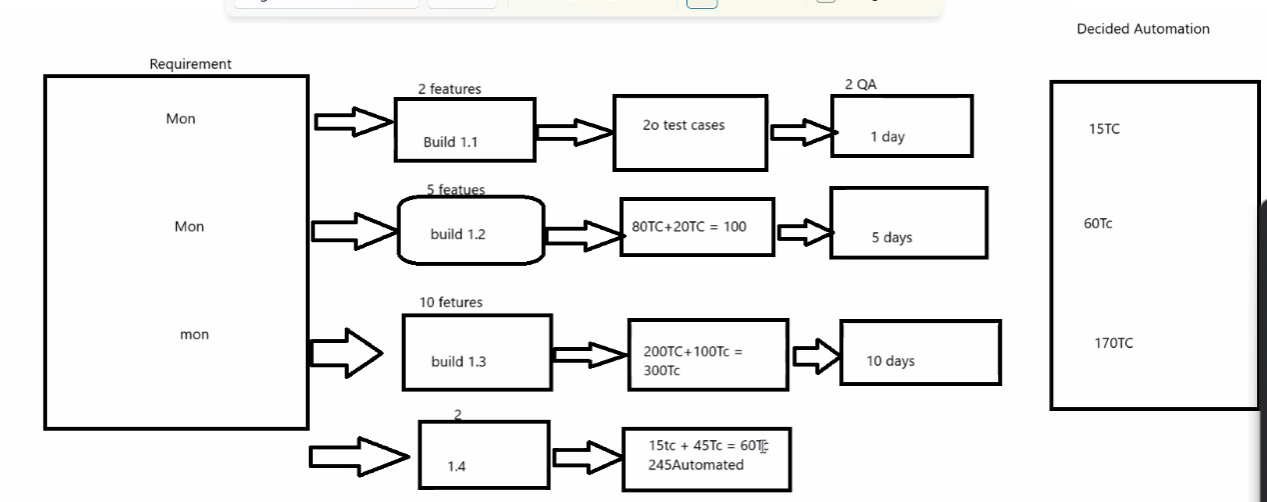 Decided Automation
Requirement
Mon
2 features
Build 1.1
2o test cases
2 QA
1 day
15TC
Mon
5 featues
build 1.2
80TC+20TC = 100
5 days
60Tc
mon
10 fetures
build 1.3
200TC+100Tc =
300Tc
10 days
170TC
2
1.4
15tc + 45Tc = 60Tc
245Automated